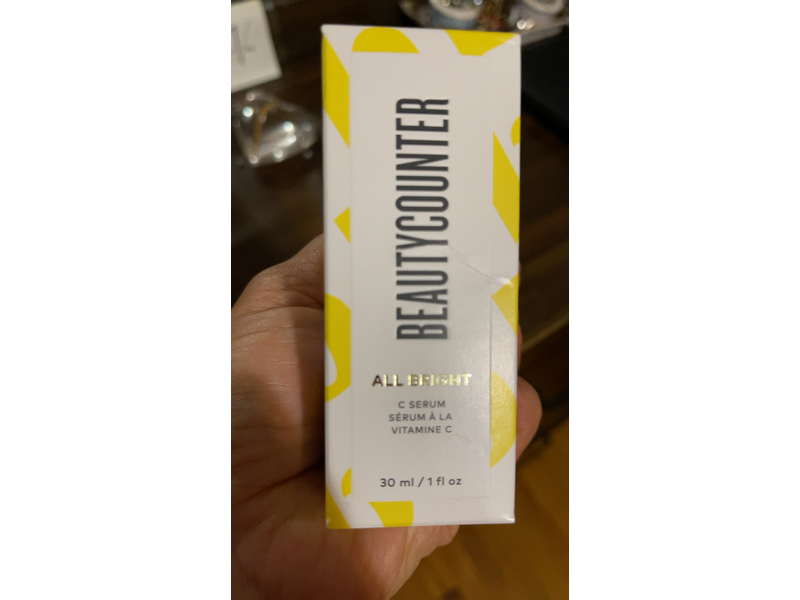 BEAUTYCOUNTER
ALL BRIGHT
C SERUM
SÉRUM À LA
VITAMINE C
30 ml / 1 fl oz